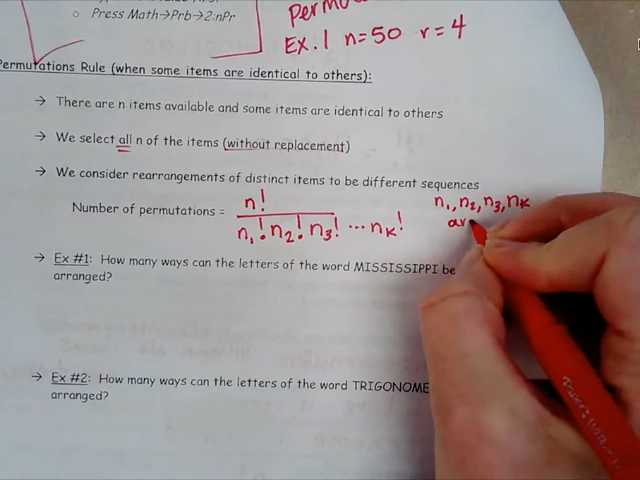 ○ Press Math→Prb→2:nPr
Ex. 1 n=50 r=4
Permutations Rule (when some items are identical to others):
→ There are n items available and some items are identical to others
→ We select all n of the items (without replacement)
→ We consider rearrangements of distinct items to be different sequences
Number of permutations = n! / n₁! n₂! n₃! ... nₖ!
n₁, n₂, n₃, nₖ
ar
→ Ex #1: How many ways can the letters of the word MISSISSIPPI be
arranged?
→ Ex #2: How many ways can the letters of the word TRIGONOME
arranged?